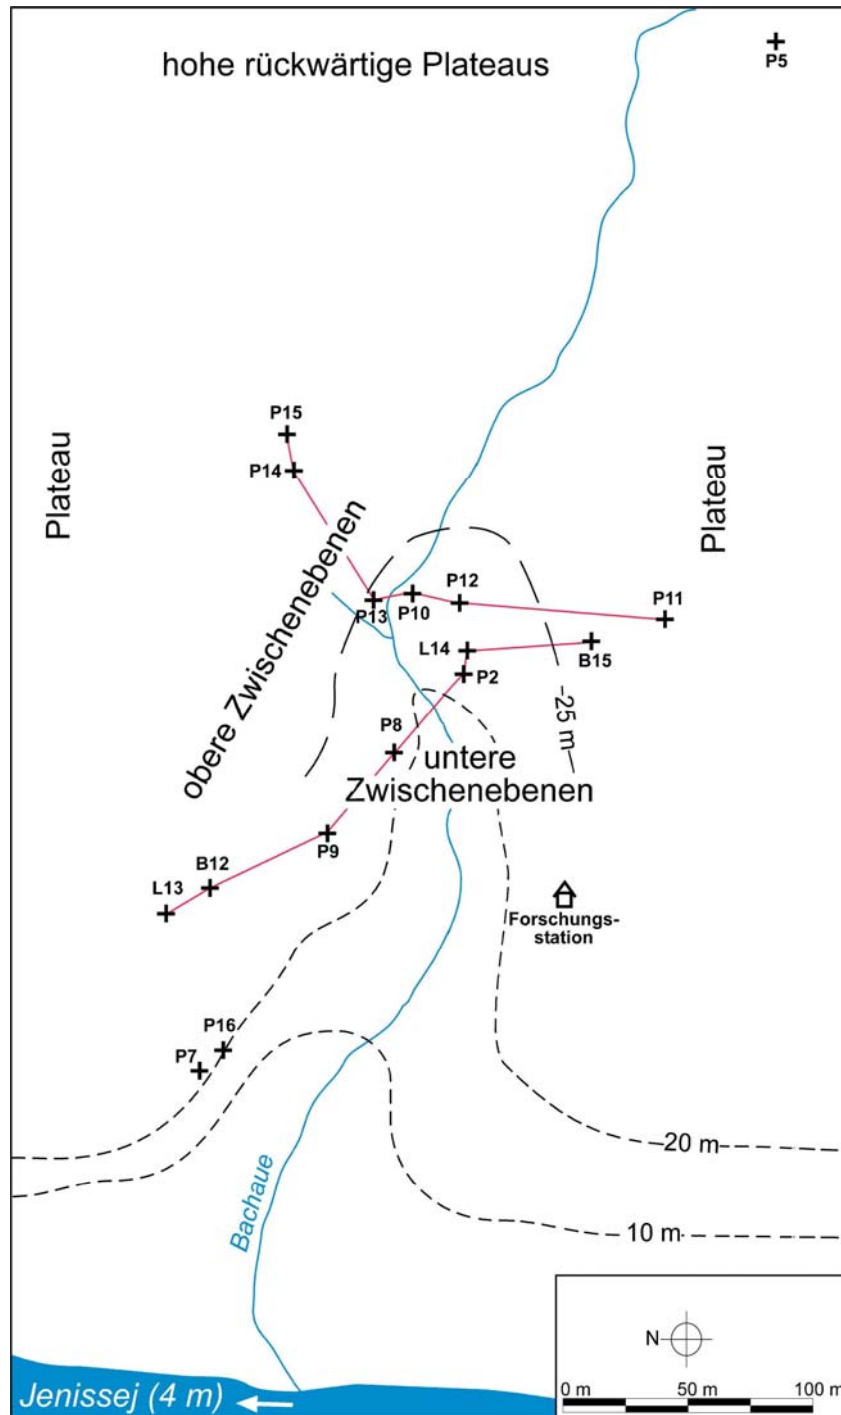 P5
hohe rückwärtige Plateaus
P15
P14
Plateau
Plateau
obere Zwischenebenen
P13
P10
P12
P11
L14
B15
P2
-25 m
P8
untere
Zwischenebenen
P9
B12
L13
Forschungs-
station
P16
P7
20 m
10 m
Bachaue
N
0 m 50 m 100 m
Jenissej (4 m)